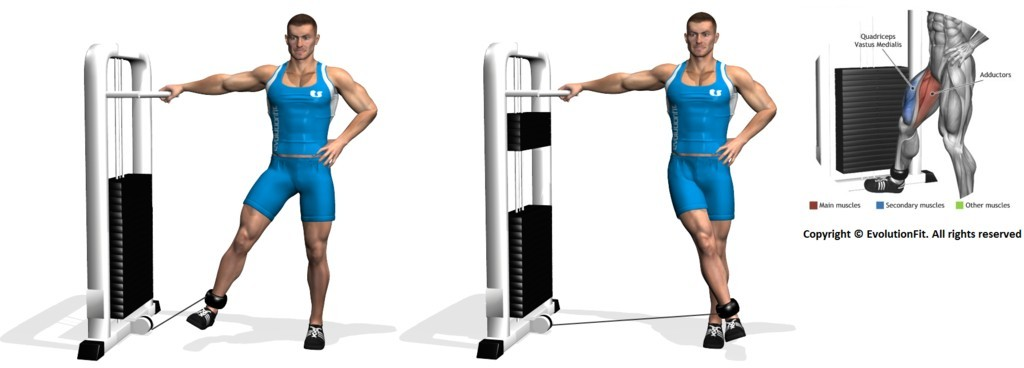 Quadriceps
Vastus Medialis
Adductors
Main muscles
Secondary muscles
Other muscles
Copyright © EvolutionFit. All rights reserved